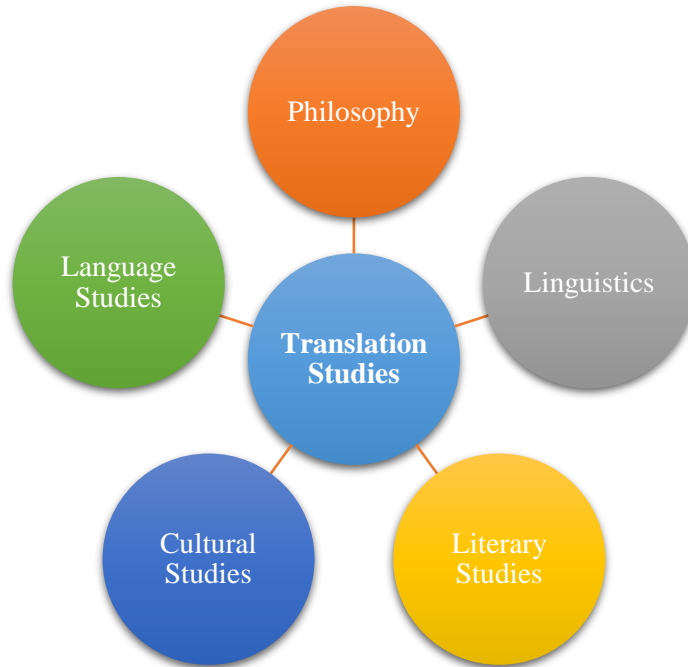 Philosophy
Language
Studies
Linguistics
Translation
Studies
Cultural
Studies
Literary
Studies